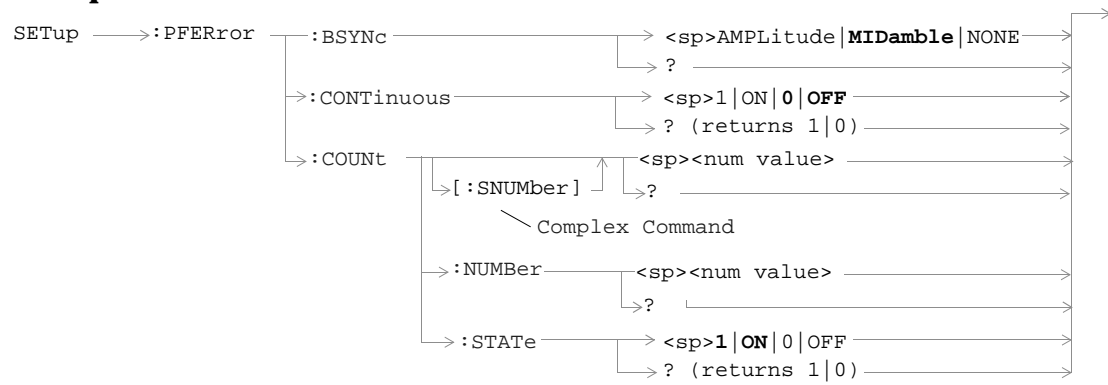 SETup :PFERror :BSYNc <sp>AMPLitude|MIDamble|NONE
?
:CONTinuous <sp>1|ON|0|OFF
? (returns 1|0)
:COUNt <sp><num value>
[:SNUMber] ?
Complex Command
:NUMBer <sp><num value>
?
:STATe <sp>1|ON|0|OFF
? (returns 1|0)